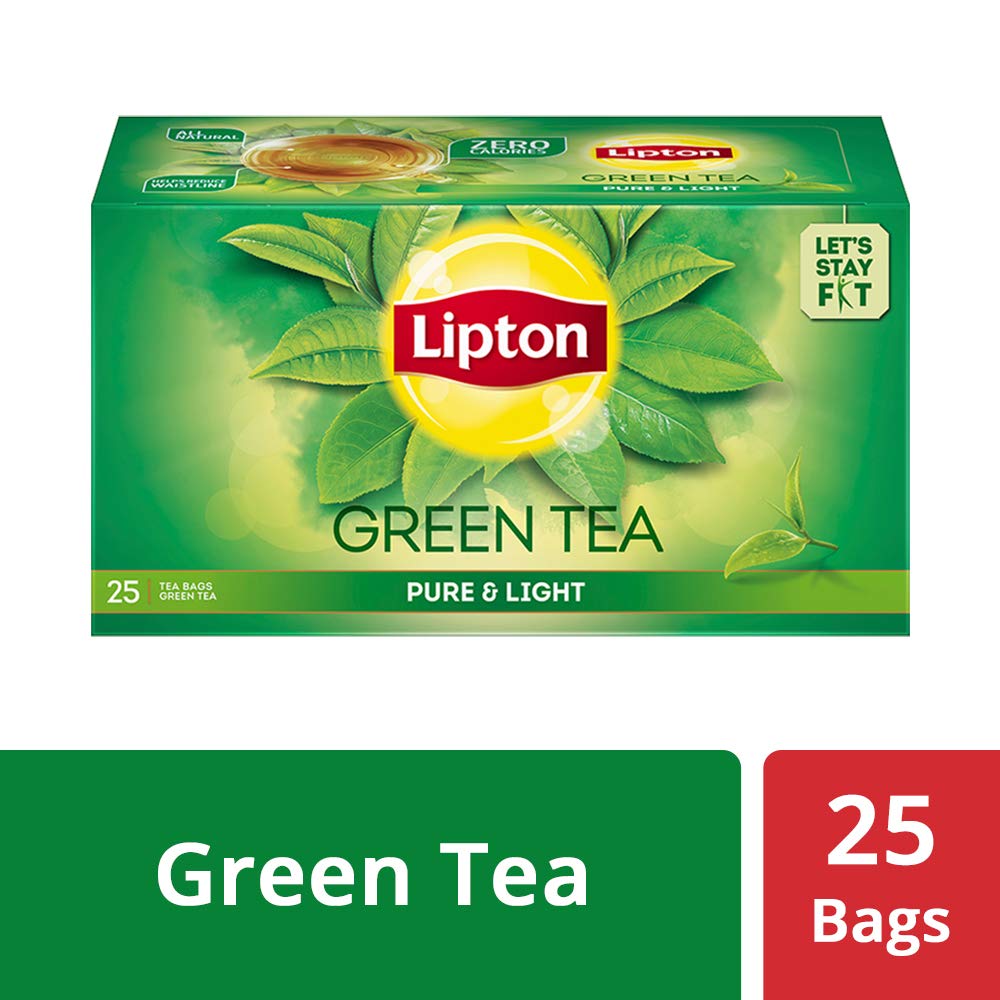 ALL
NATURAL
HELPS REDUCE
WAISTLINE
ZERO
CALORIES
Lipton
GREEN TEA
PURE & LIGHT
LET'S
STAY
FIT
Lipton
GREEN TEA
25 TEA BAGS
GREEN TEA
PURE & LIGHT
Green Tea
25
Bags